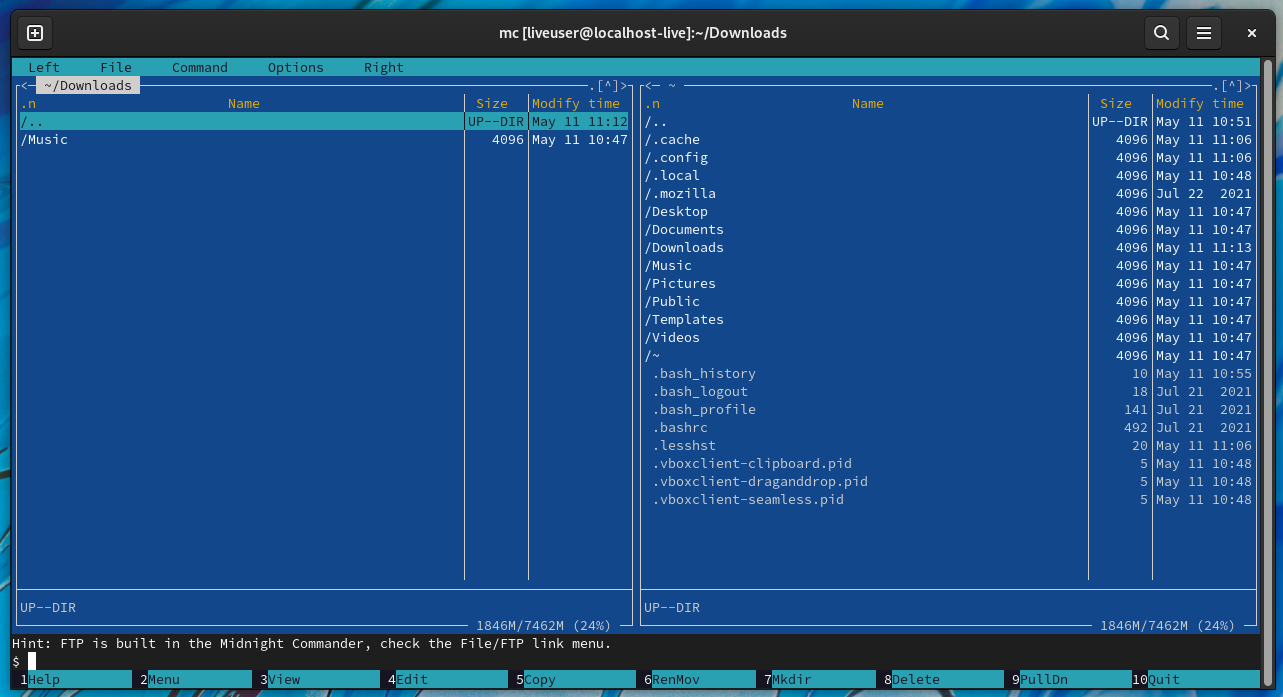 mc [liveuser@localhost-live]:~/Downloads
Left File Command Options Right
<─ ~/Downloads .[^]>
.n Name Size Modify time
/.. UP--DIR May 11 11:12
/Music 4096 May 11 10:47
UP--DIR
1846M/7462M (24%)
<─ ~ .[^]>
.n Name Size Modify time
/.. UP--DIR May 11 10:51
/.cache 4096 May 11 11:06
/.config 4096 May 11 11:06
/.local 4096 May 11 10:48
/.mozilla 4096 Jul 22 2021
/Desktop 4096 May 11 10:47
/Documents 4096 May 11 10:47
/Downloads 4096 May 11 11:13
/Music 4096 May 11 10:47
/Pictures 4096 May 11 10:47
/Public 4096 May 11 10:47
/Templates 4096 May 11 10:47
/Videos 4096 May 11 10:47
/~ 4096 May 11 10:47
.bash_history 10 May 11 10:55
.bash_logout 18 Jul 21 2021
.bash_profile 141 Jul 21 2021
.bashrc 492 Jul 21 2021
.lesshst 20 May 11 11:06
.vboxclient-clipboard.pid 5 May 11 10:48
.vboxclient-draganddrop.pid 5 May 11 10:48
.vboxclient-seamless.pid 5 May 11 10:48
UP--DIR
1846M/7462M (24%)
Hint: FTP is built in the Midnight Commander, check the File/FTP link menu.
$
1Help 2Menu 3View 4Edit 5Copy 6RenMov 7Mkdir 8Delete 9PullDn 10Quit